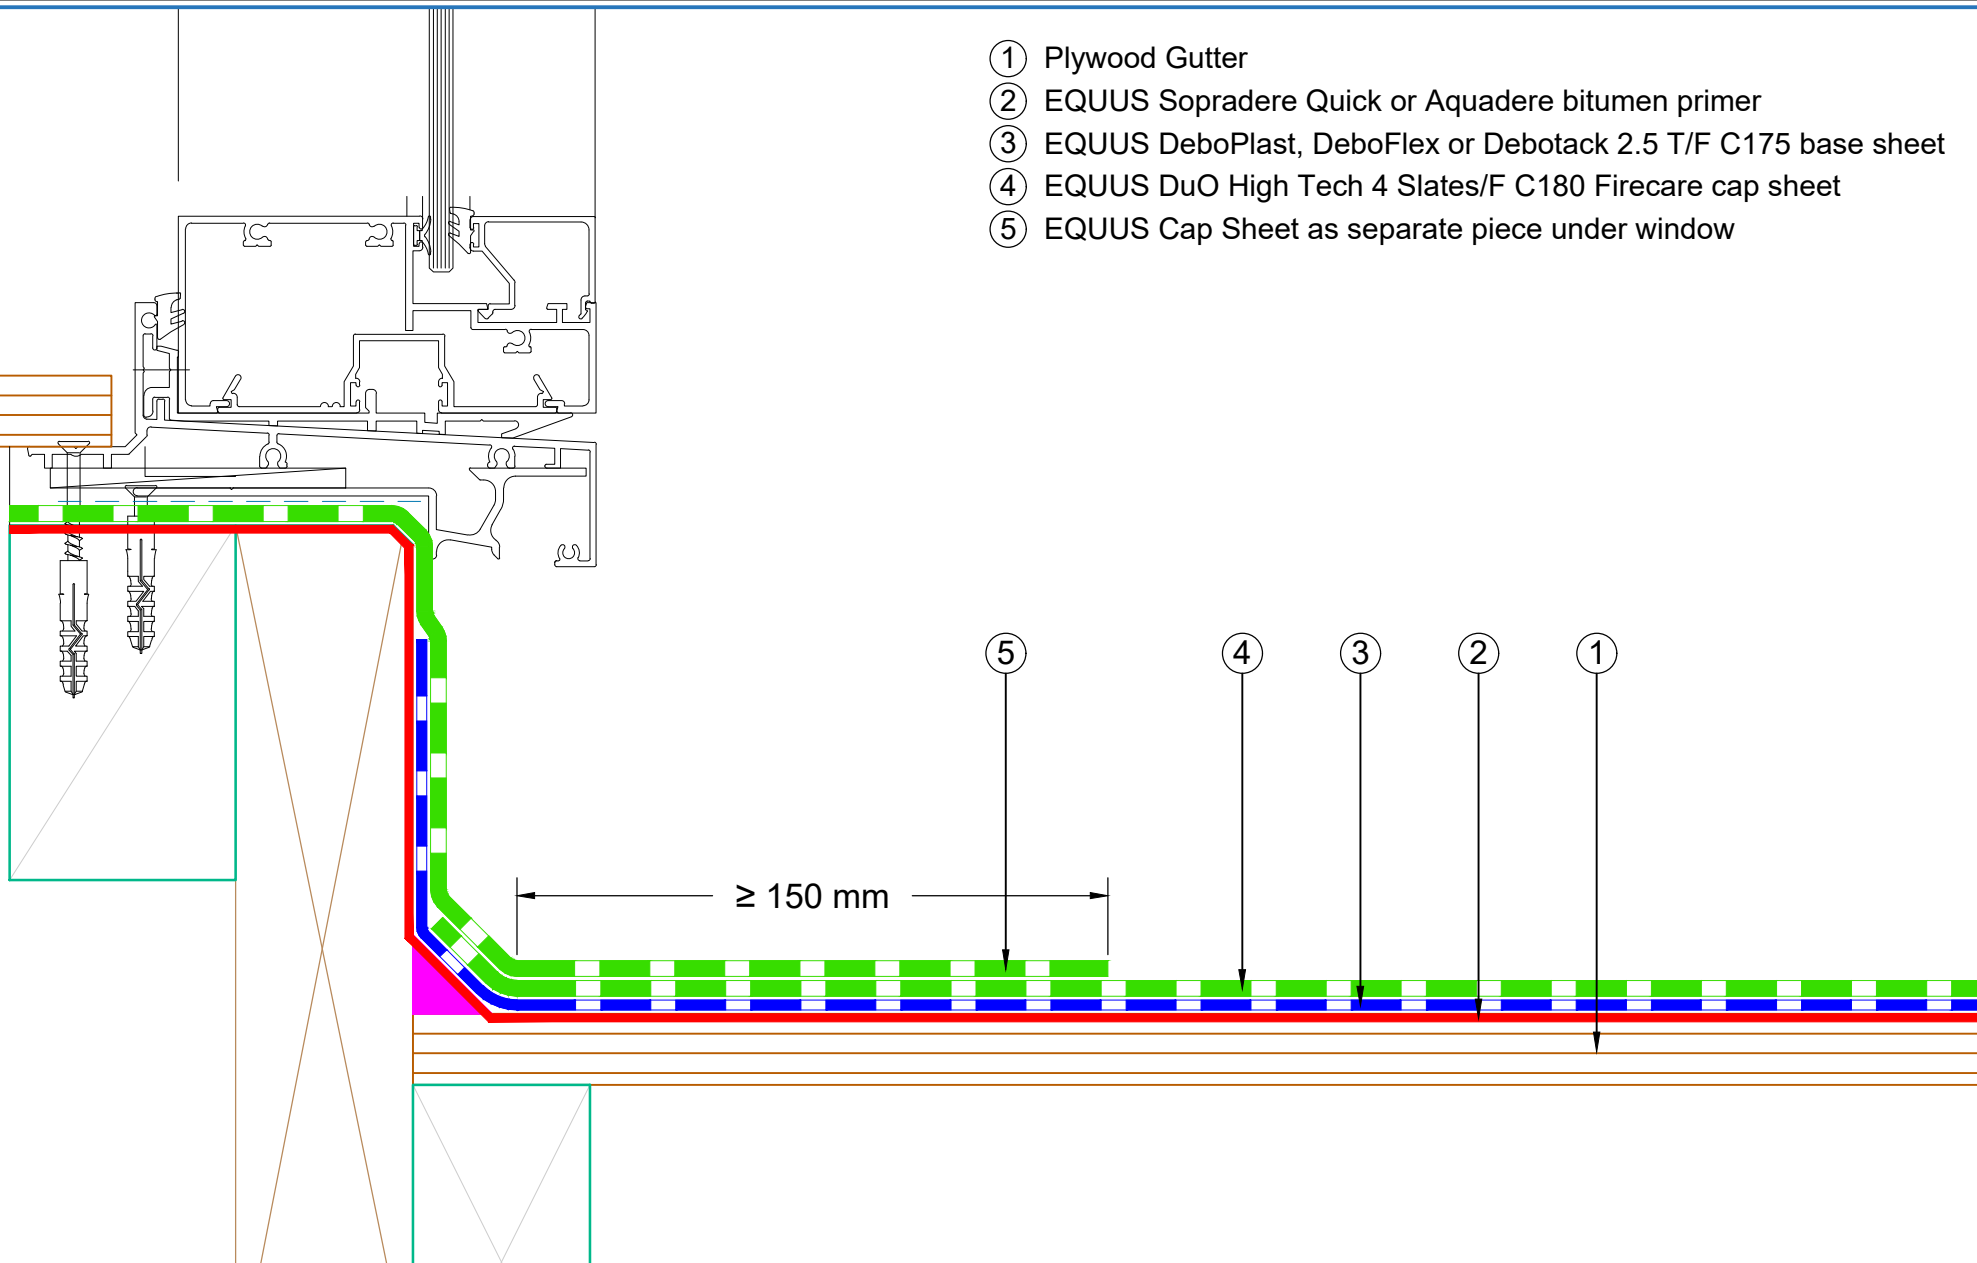 1 Plywood Gutter
2 EQUUS Sopradere Quick or Aquadere bitumen primer
3 EQUUS DeboPlast, DeboFlex or Debotack 2.5 T/F C175 base sheet
4 EQUUS DuO High Tech 4 Slates/F C180 Firecare cap sheet
5 EQUUS Cap Sheet as separate piece under window
5 4 3 2 1
≥ 150 mm